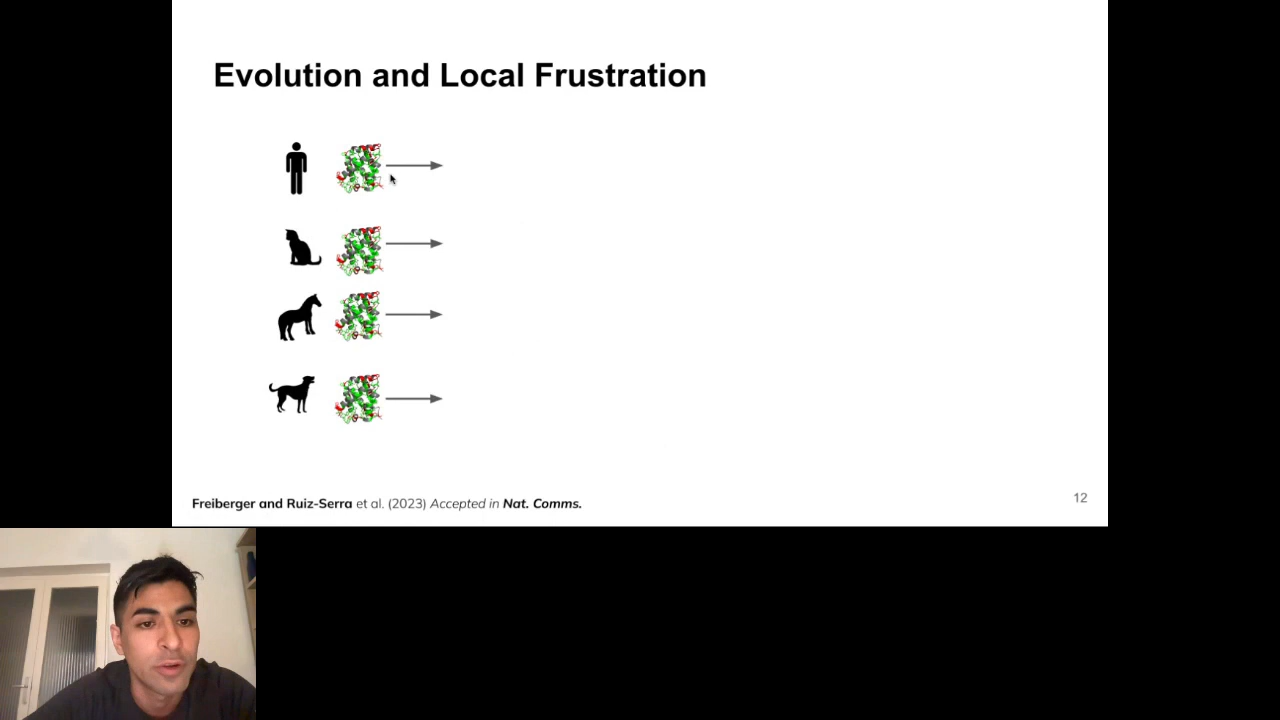 Evolution and Local Frustration
Freiberger and Ruiz-Serra et al. (2023) Accepted in Nat. Comms.
12